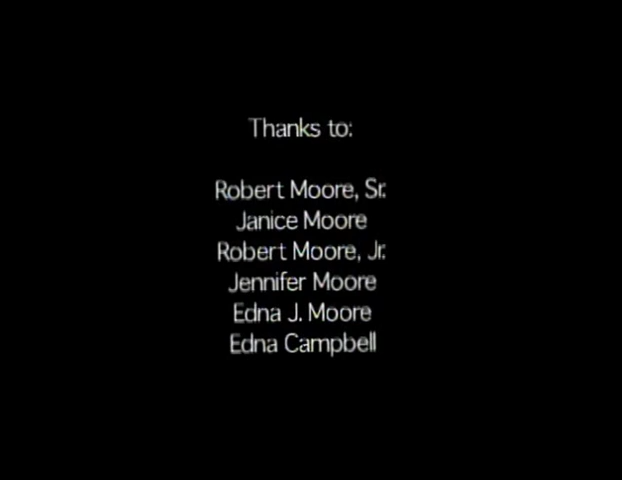 Thanks to:
Robert Moore, Sr.
Janice Moore
Robert Moore, Jr.
Jennifer Moore
Edna J. Moore
Edna Campbell